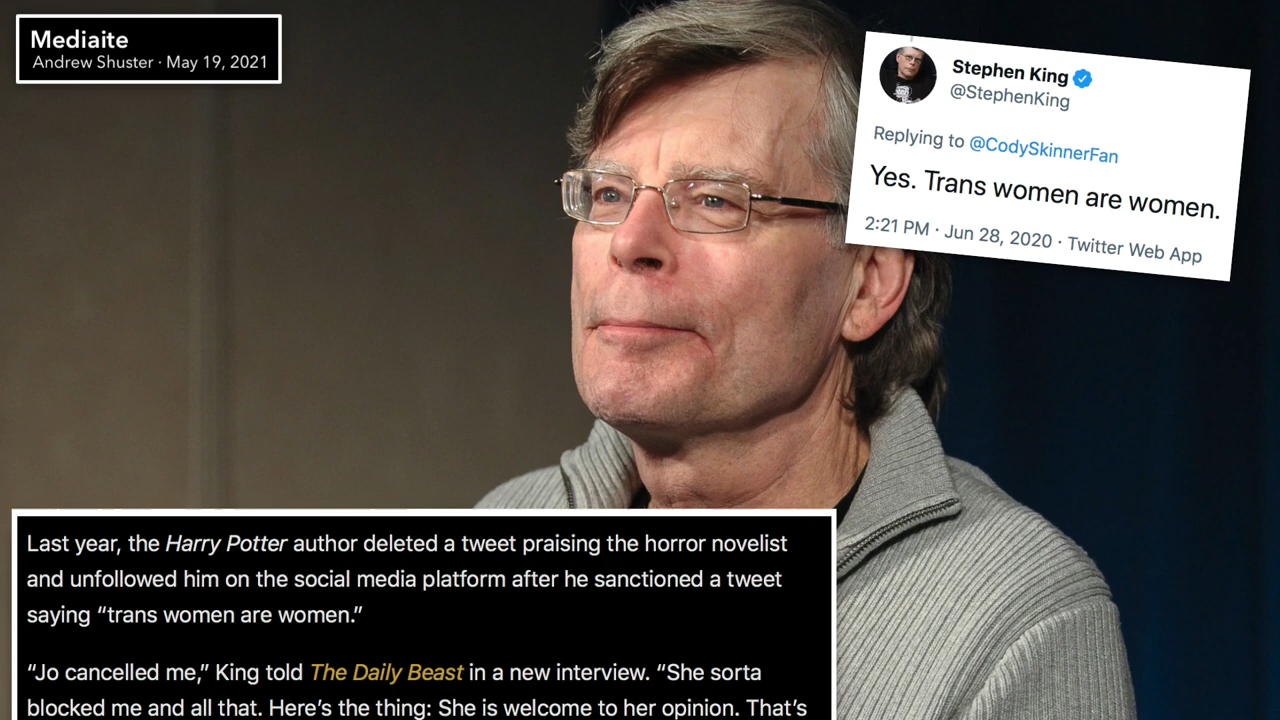 Mediaite
Andrew Shuster · May 19, 2021
Stephen King
@StephenKing
Replying to @CodySkinnerFan
Yes. Trans women are women.
2:21 PM · Jun 28, 2020 · Twitter Web App
Last year, the Harry Potter author deleted a tweet praising the horror novelist
and unfollowed him on the social media platform after he sanctioned a tweet
saying “trans women are women.”
“Jo cancelled me,” King told The Daily Beast in a new interview. “She sorta
blocked me and all that. Here’s the thing: She is welcome to her opinion. That’s